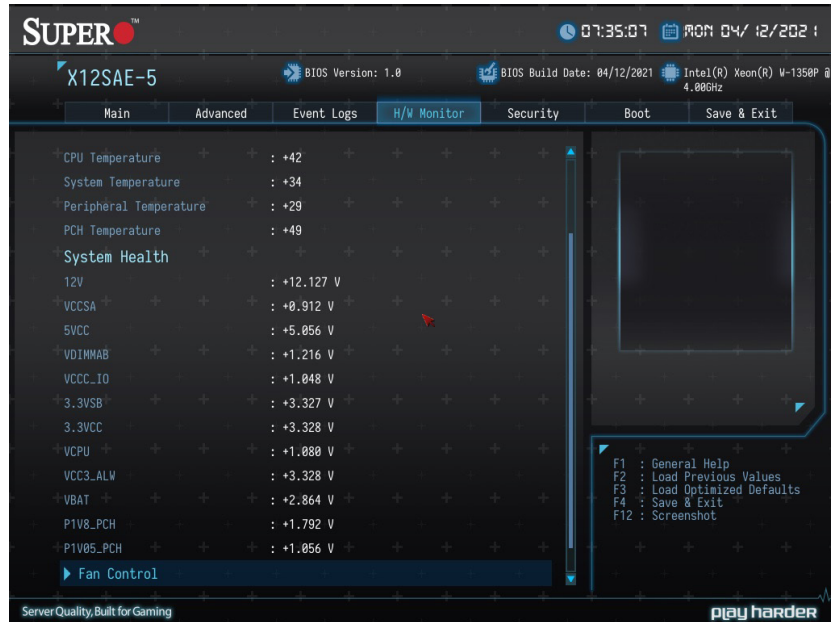 SUPER™
07:35:07 MON 04/12/2021
X12SAE-5
BIOS Version: 1.0
BIOS Build Date: 04/12/2021
Intel(R) Xeon(R) W-1350P @
4.00GHz
Main Advanced Event Logs H/W Monitor Security Boot Save & Exit
CPU Temperature : +42
System Temperature : +34
Peripheral Temperature : +29
PCH Temperature : +49
System Health
12V : +12.127 V
VCCSA : +0.912 V
5VCC : +5.056 V
VDIMMAB : +1.216 V
VCCC_IO : +1.048 V
3.3VSB : +3.327 V
3.3VCC : +3.328 V
VCPU : +1.080 V
VCC3_ALW : +3.328 V
VBAT : +2.864 V
P1V8_PCH : +1.792 V
P1V05_PCH : +1.056 V
Fan Control
F1 : General Help
F2 : Load Previous Values
F3 : Load Optimized Defaults
F4 : Save & Exit
F12 : Screenshot
Server Quality, Built for Gaming
play harder